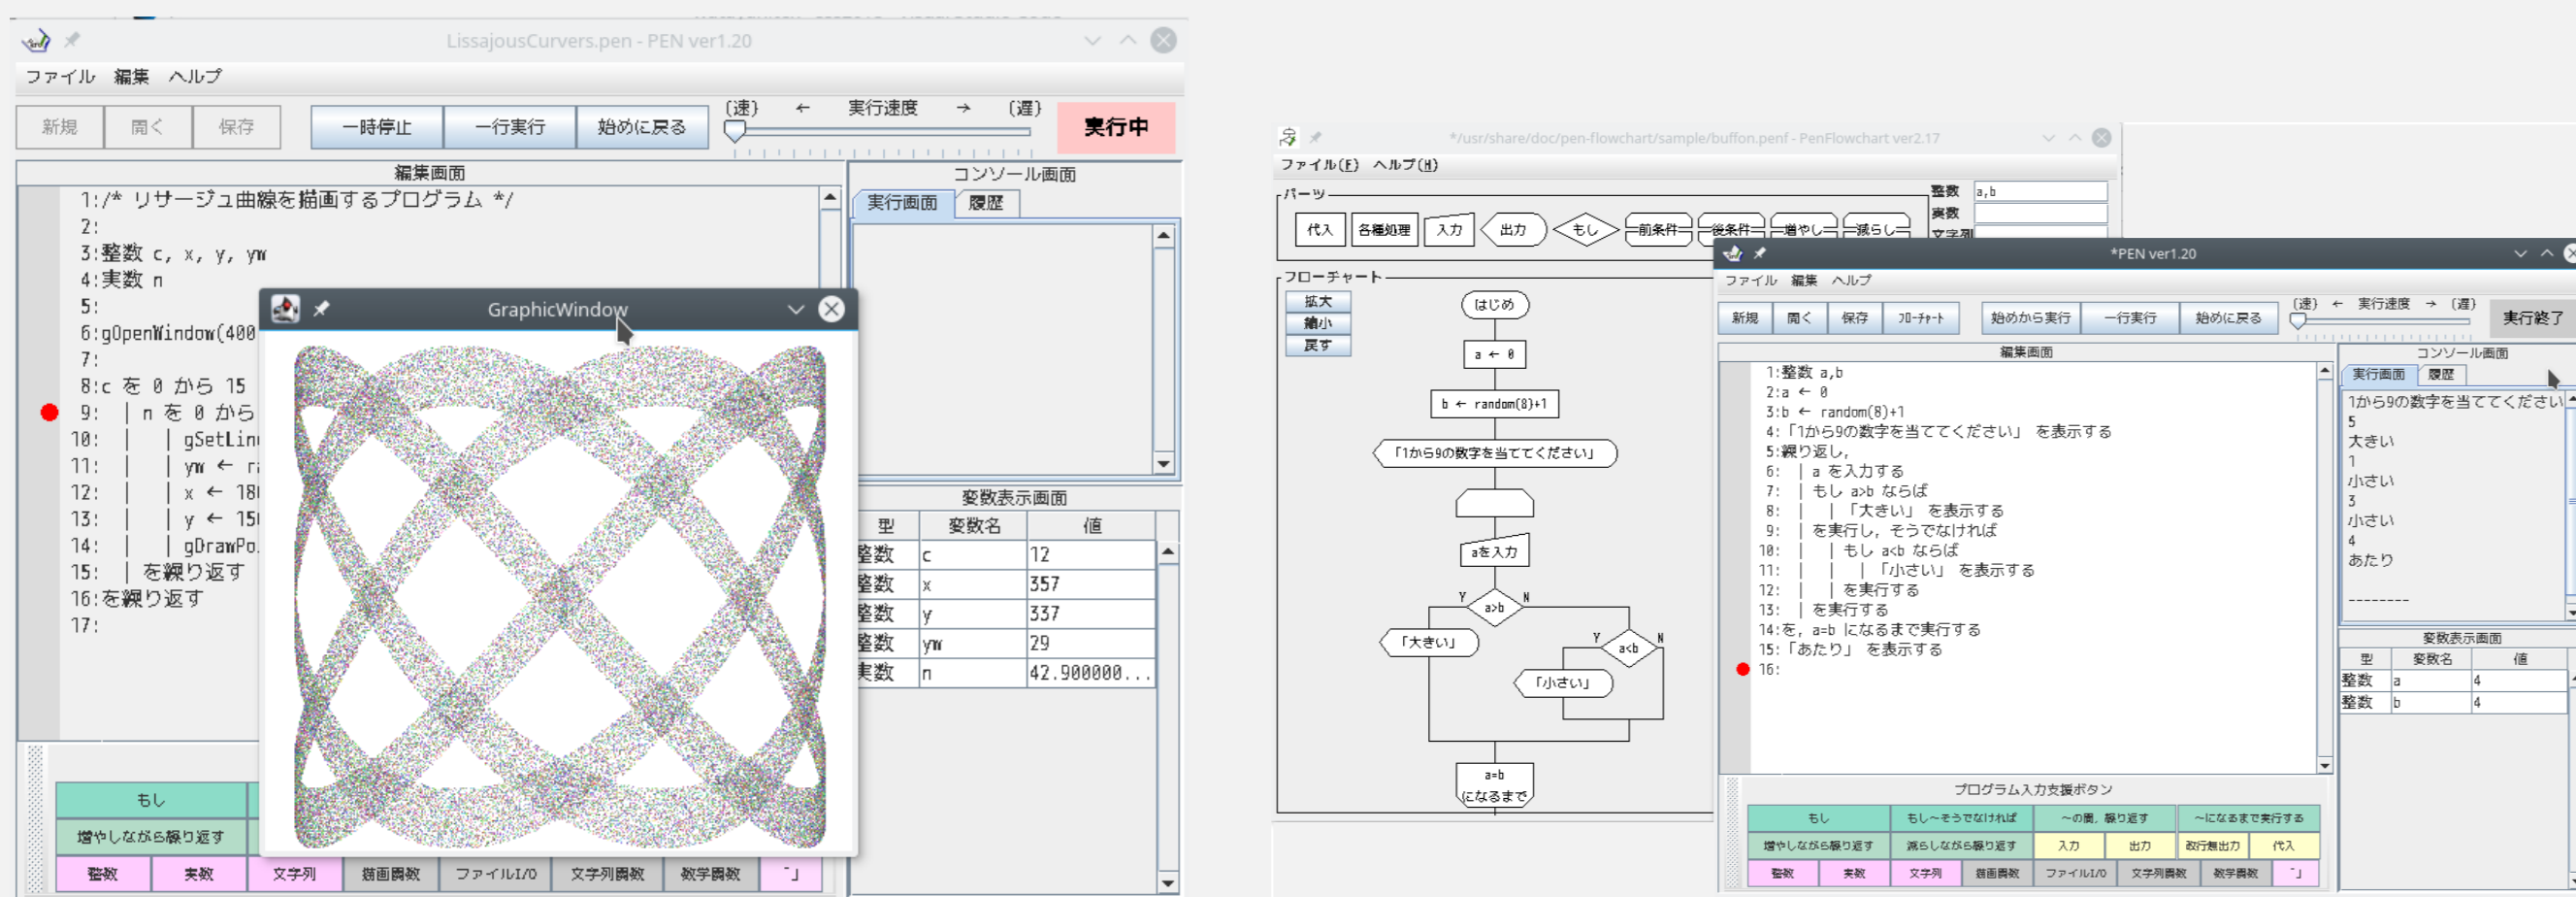 LissajousCurvers.pen - PEN ver1.20
ファイル 編集 ヘルプ
新規 開く 保存 一時停止 一行実行 始めに戻る (速) ← 実行速度 → (遅) 実行中
編集画面
1:/* リサージュ曲線を描画するプログラム */
2:
3:整数 c, x, y, yw
4:実数 n
5:
6:gOpenWindow(400
7:
8:c を 0 から 15
9: | n を 0 から
10: | | gSetLin
11: | | yw ←
12: | | x ← 18
13: | | y ← 15
14: | | gDrawPo
15: | を繰り返す
16:を繰り返す
17:
GraphicWindow
コンソール画面
実行画面 履歴
変数表示画面
型 変数名 値
整数 c 12
整数 x 357
整数 y 337
整数 yw 29
実数 n 42.900000...
もし
増やしながら繰り返す
整数 実数 文字列 描画関数 ファイルI/O 文字列関数 数学関数 ~」
*/usr/share/doc/pen-flowchart/sample/buffon.penf - PenFlowchart ver2.17
ファイル(F) ヘルプ(H)
パーツ
代入 各種処理 入力 出力 もし 前条件 後条件 増やし 減らし
整数 a,b
実数
文字列
フローチャート
拡大
縮小
戻す
はじめ
a ← 0
b ← random(8)+1
「1から9の数字を当ててください」
aを入力
Y a>b N
「大きい」
Y a<b N
「小さい」
a=b
になるまで
*PEN ver1.20
ファイル 編集 ヘルプ
新規 開く 保存 フローチャート 始めから実行 一行実行 始めに戻る (速) ← 実行速度 → (遅) 実行終了
編集画面
1:整数 a,b
2:a ← 0
3:b ← random(8)+1
4:「1から9の数字を当ててください」 を表示する
5:繰り返し,
6: | a を入力する
7: | もし a>b ならば
8: | | 「大きい」 を表示する
9: | を実行し, そうでなければ
10: | | もし a<b ならば
11: | | | 「小さい」 を表示する
12: | | を実行する
13: | を実行する
14:を, a=b になるまで実行する
15:「あたり」 を表示する
16:
コンソール画面
実行画面 履歴
1から9の数字を当ててください
5
大きい
1
小さい
3
小さい
4
あたり
--------
変数表示画面
型 変数名 値
整数 a 4
整数 b 4
プログラム入力支援ボタン
もし もし~そうでなければ ~の間, 繰り返す ~になるまで実行する
増やしながら繰り返す 減らしながら繰り返す 入力 出力 改行無出力 代入
整数 実数 文字列 描画関数 ファイルI/O 文字列関数 数学関数 ~」